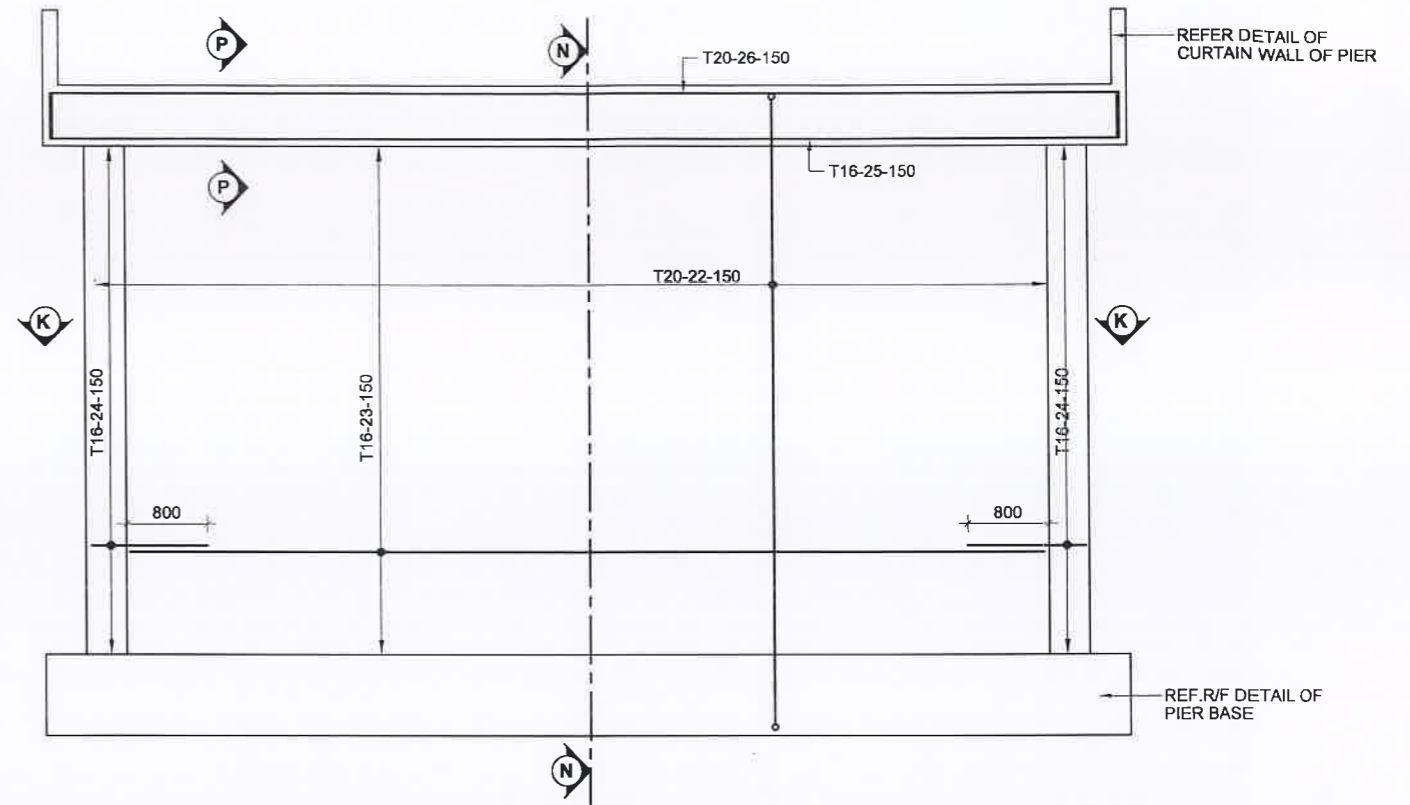 P
N
T20-26-150
REFER DETAIL OF
CURTAIN WALL OF PIER
T16-25-150
P
T20-22-150
K
K
T16-24-150
T16-23-150
T16-24-150
800
800
REF.R/F DETAIL OF
PIER BASE
N